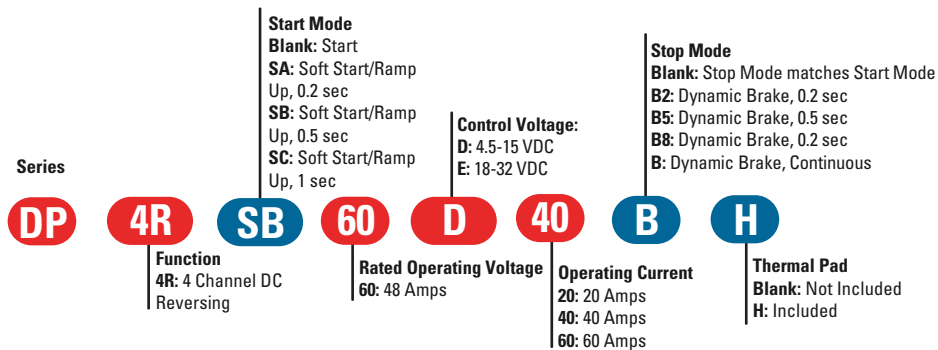 Start Mode
Blank: Start
SA: Soft Start/Ramp
Up, 0.2 sec
SB: Soft Start/Ramp
Up, 0.5 sec
SC: Soft Start/Ramp
Up, 1 sec
Control Voltage:
D: 4.5-15 VDC
E: 18-32 VDC
Stop Mode
Blank: Stop Mode matches Start Mode
B2: Dynamic Brake, 0.2 sec
B5: Dynamic Brake, 0.5 sec
B8: Dynamic Brake, 0.2 sec
B: Dynamic Brake, Continuous
Series
DP 4R SB 60 D 40 B H
Function
4R: 4 Channel DC
Reversing
Rated Operating Voltage
60: 48 Amps
Operating Current
20: 20 Amps
40: 40 Amps
60: 60 Amps
Thermal Pad
Blank: Not Included
H: Included